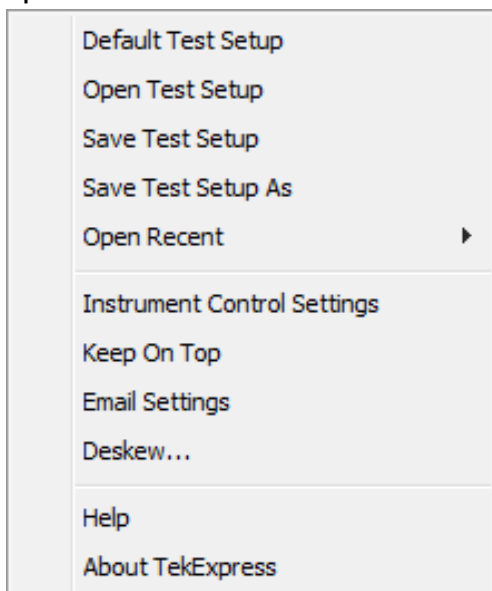 Default Test Setup
Open Test Setup
Save Test Setup
Save Test Setup As
Open Recent
Instrument Control Settings
Keep On Top
Email Settings
Deskew...
Help
About TekExpress